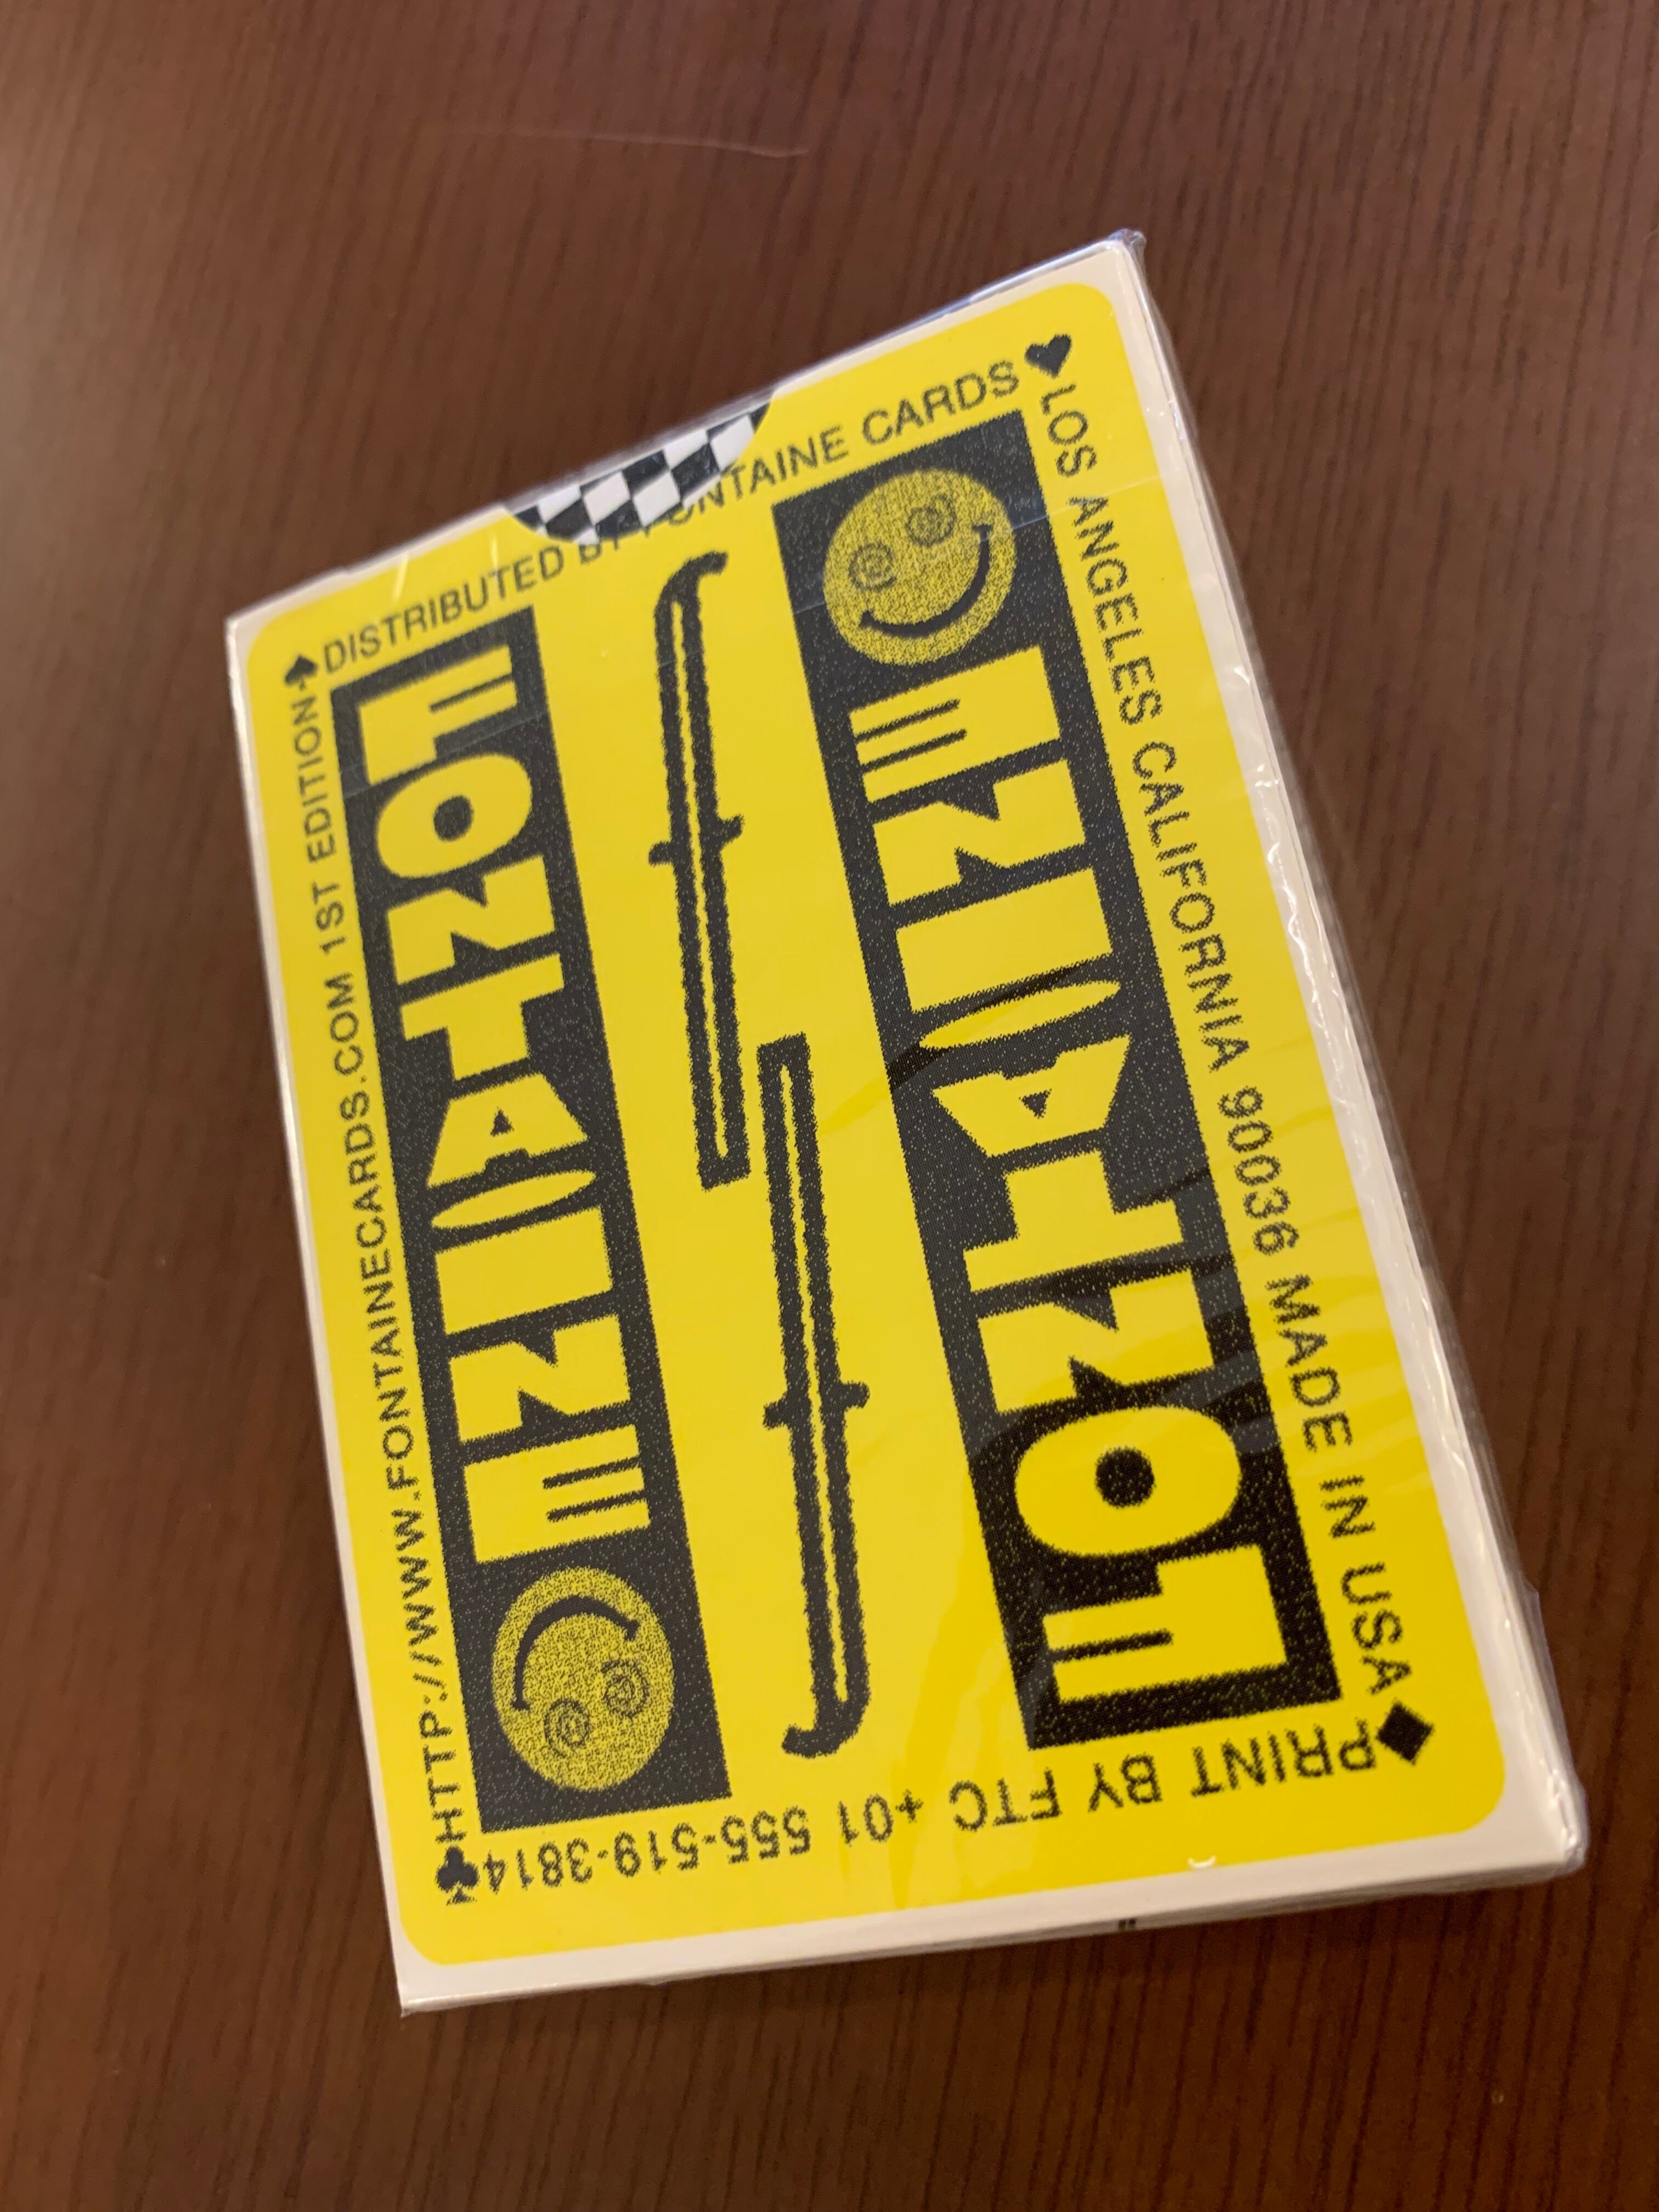 DISTRIBUTED BY FONTAINE CARDS
LOS ANGELES CALIFORNIA 90036 MADE IN USA
PRINT BY FTC +01 555-519-3814
HTTP://WWW.FONTAINECARDS.COM 1ST EDITION
FONTAINE
FONTAINE